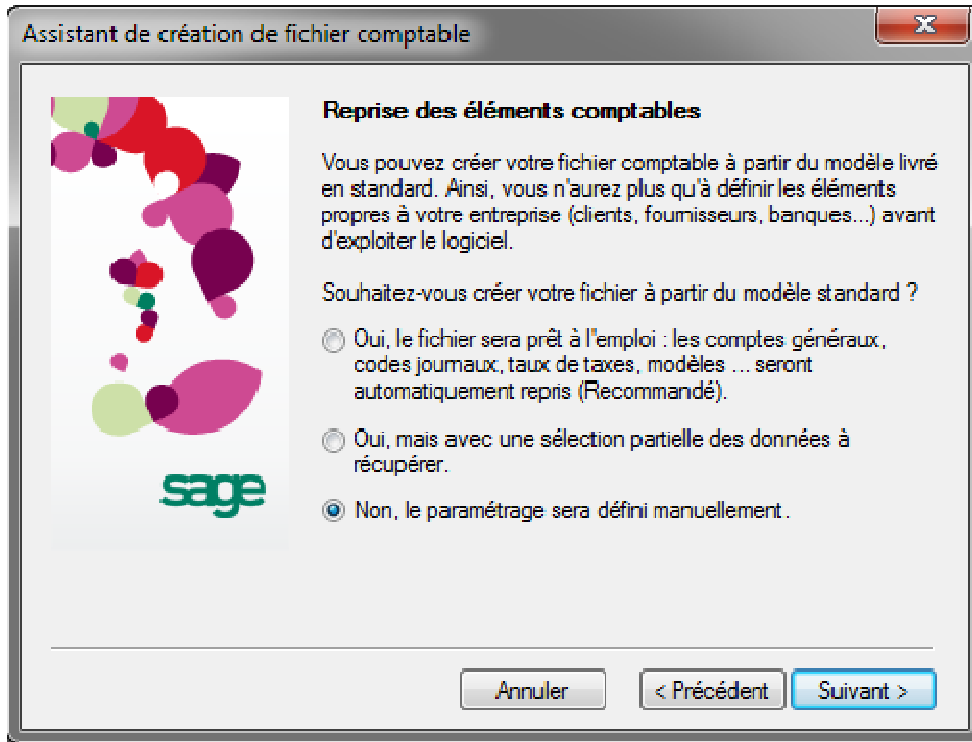 Assistant de création de fichier comptable
Reprise des éléments comptables
Vous pouvez créer votre fichier comptable à partir du modèle livré
en standard. Ainsi, vous n'aurez plus qu'à définir les éléments
propres à votre entreprise (clients, fournisseurs, banques...) avant
d'exploiter le logiciel.
Souhaitez-vous créer votre fichier à partir du modèle standard ?
Oui, le fichier sera prêt à l''emploi : les comptes généraux,
codes journaux, taux de taxes, modèles ... seront
automatiquement repris (Recommandé).
Oui, mais avec une sélection partielle des données à
récupérer.
Non, le paramétrage sera défini manuellement.
sage
Annuler
< Précédent
Suivant >